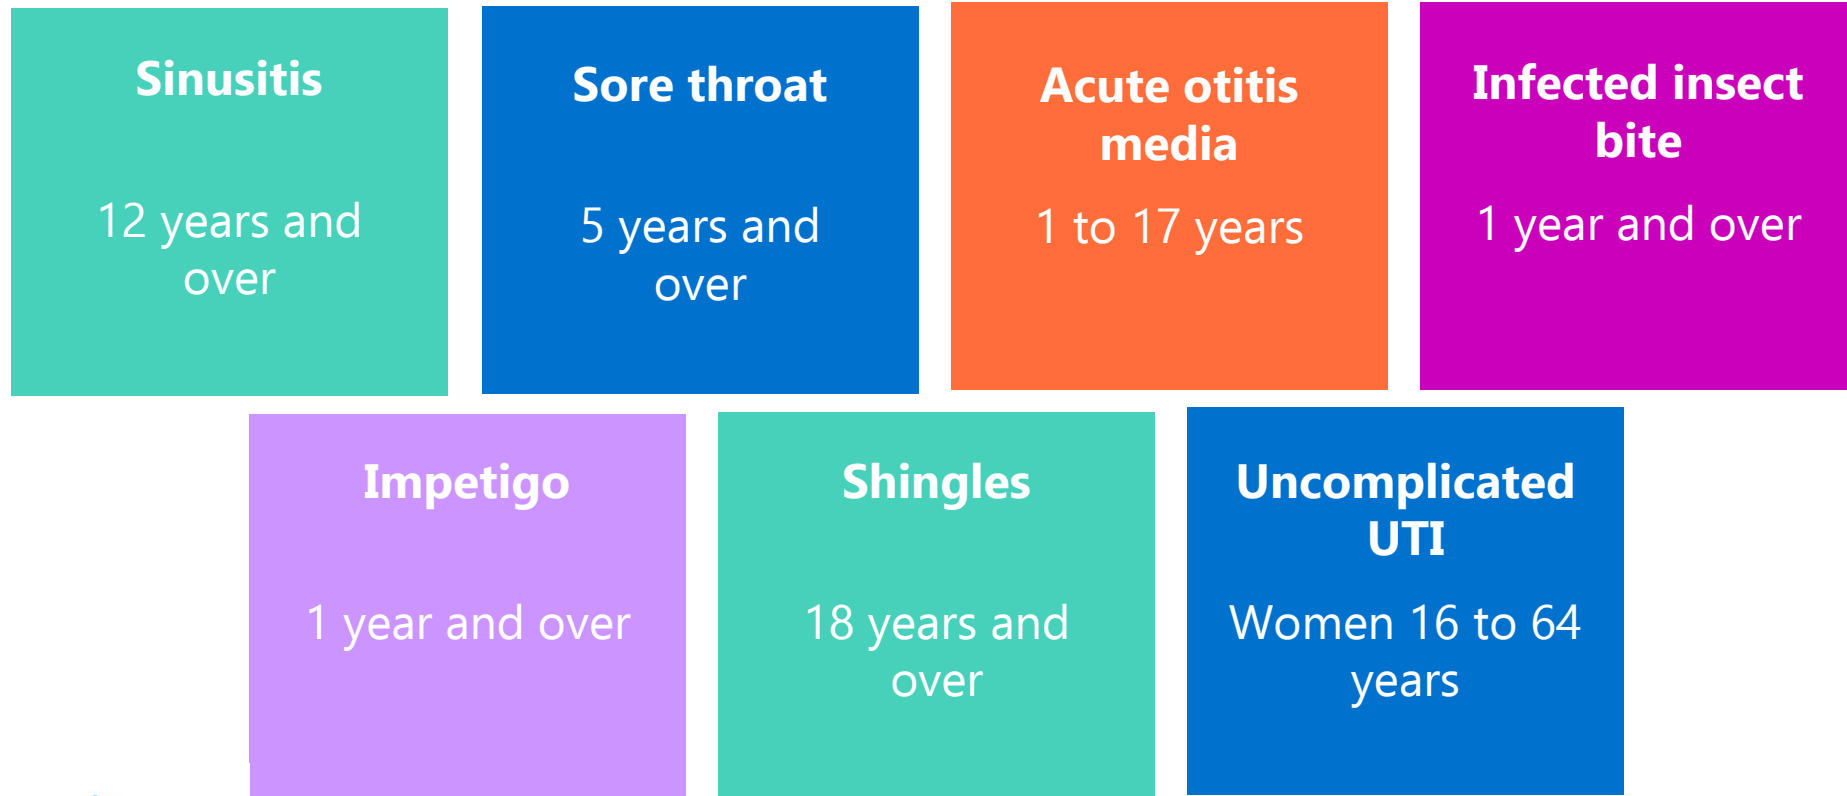 Sinusitis
12 years and
over
Sore throat
5 years and
over
Acute otitis
media
1 to 17 years
Infected insect
bite
1 year and over
Impetigo
1 year and over
Shingles
18 years and
over
Uncomplicated
UTI
Women 16 to 64
years